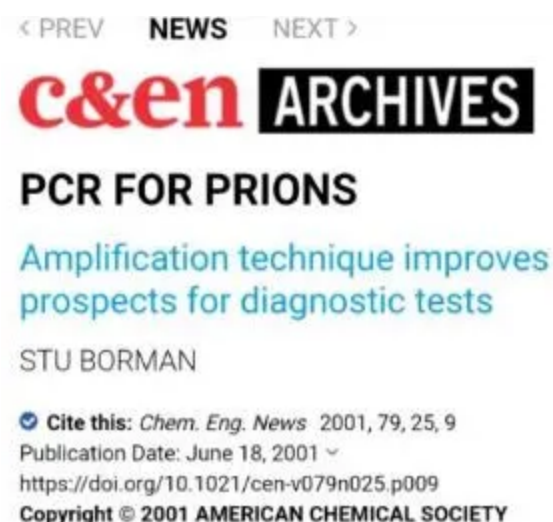 < PREV NEWS NEXT >
c&en ARCHIVES
PCR FOR PRIONS
Amplification technique improves
prospects for diagnostic tests
STU BORMAN
Cite this: Chem. Eng. News 2001, 79, 25, 9
Publication Date: June 18, 2001
https://doi.org/10.1021/cen-v079n025.p009
Copyright © 2001 AMERICAN CHEMICAL SOCIETY